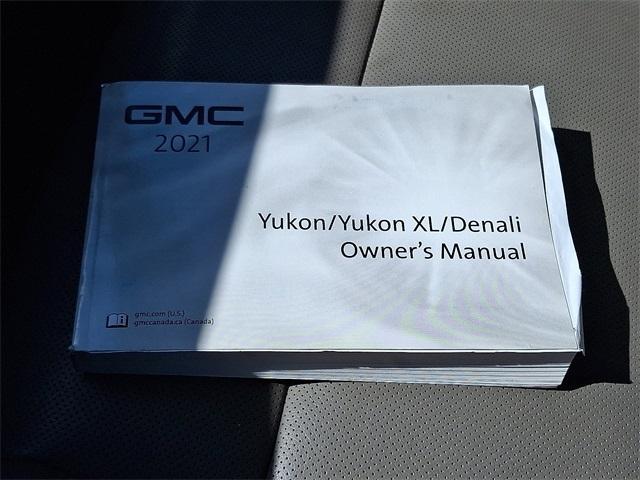 GMC
2021
Yukon/Yukon XL/Denali
Owner's Manual
gmc.com (U.S.)
gmccanada.ca (Canada)